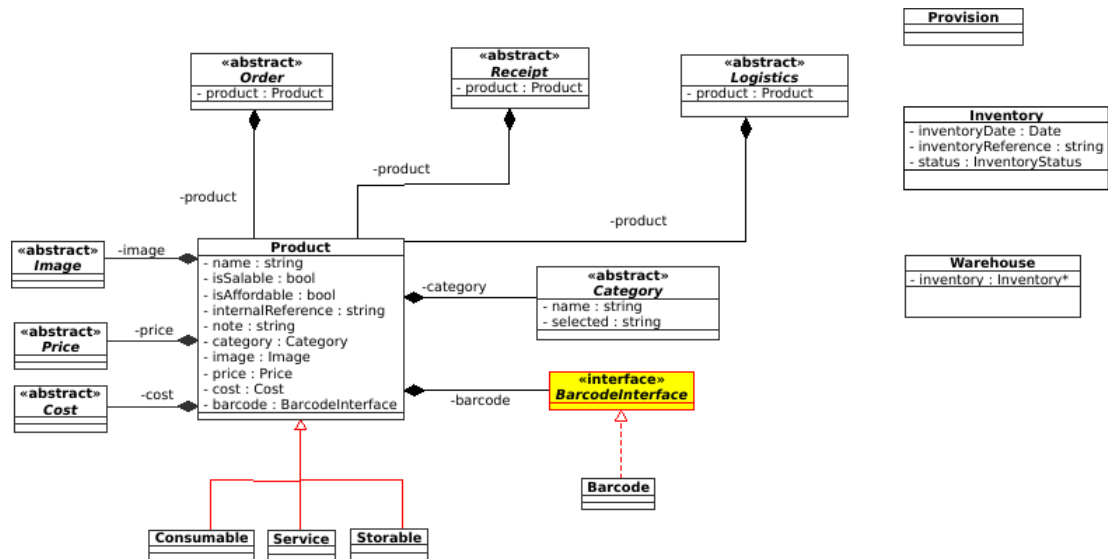 Provision
«abstract»
Order
- product : Product
«abstract»
Receipt
- product : Product
«abstract»
Logistics
- product : Product
Inventory
- inventoryDate : Date
- inventoryReference : string
- status : InventoryStatus
-product
-product
-product
«abstract»
Image
-image
Product
- name : string
- isSalable : bool
- isAffordable : bool
- internalReference : string
- note : string
- category : Category
- image : Image
- price : Price
- cost : Cost
- barcode : BarcodeInterface
-category
«abstract»
Category
- name : string
- selected : string
Warehouse
- inventory : Inventory*
«abstract»
Price
-price
«abstract»
Cost
-cost
-barcode
«interface»
BarcodeInterface
Barcode
Consumable
Service
Storable